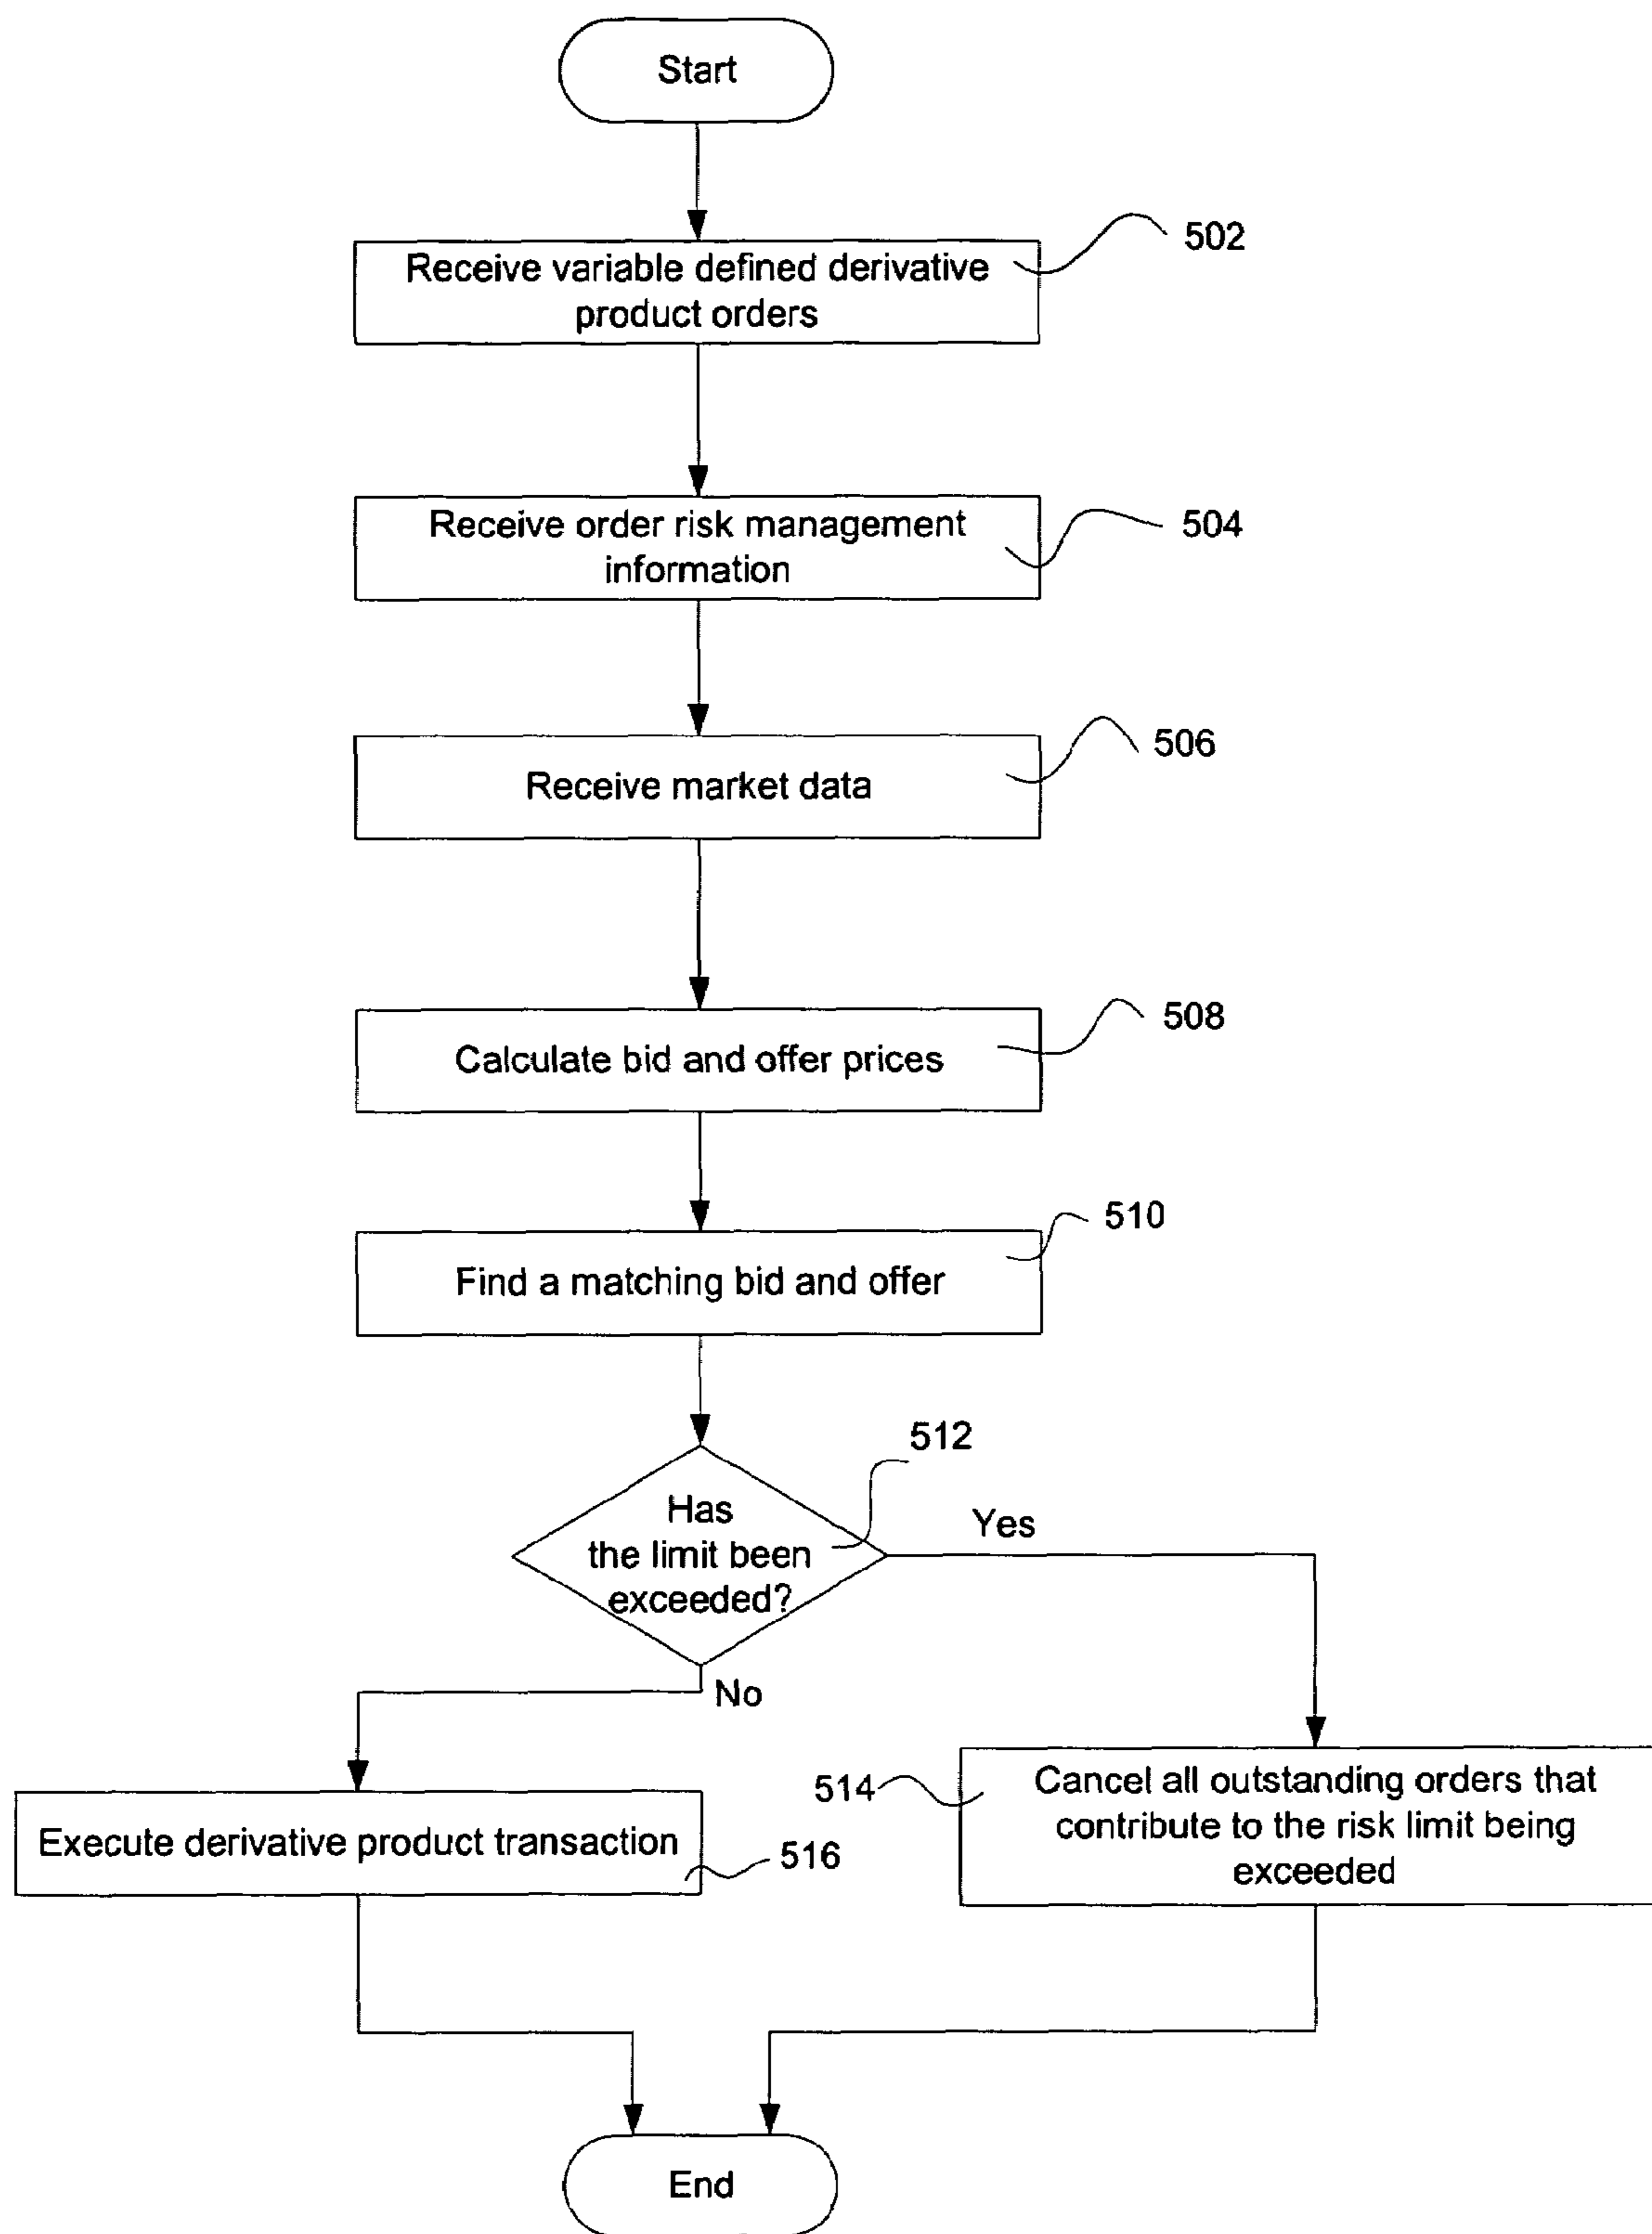 Start
Receive variable defined derivative
product orders
502
Receive order risk management
information
504
Receive market data
506
Calculate bid and offer prices
508
Find a matching bid and offer
510
Has
the limit been
exceeded?
512
Yes
No
Execute derivative product transaction
516
514
Cancel all outstanding orders that
contribute to the risk limit being
exceeded
End